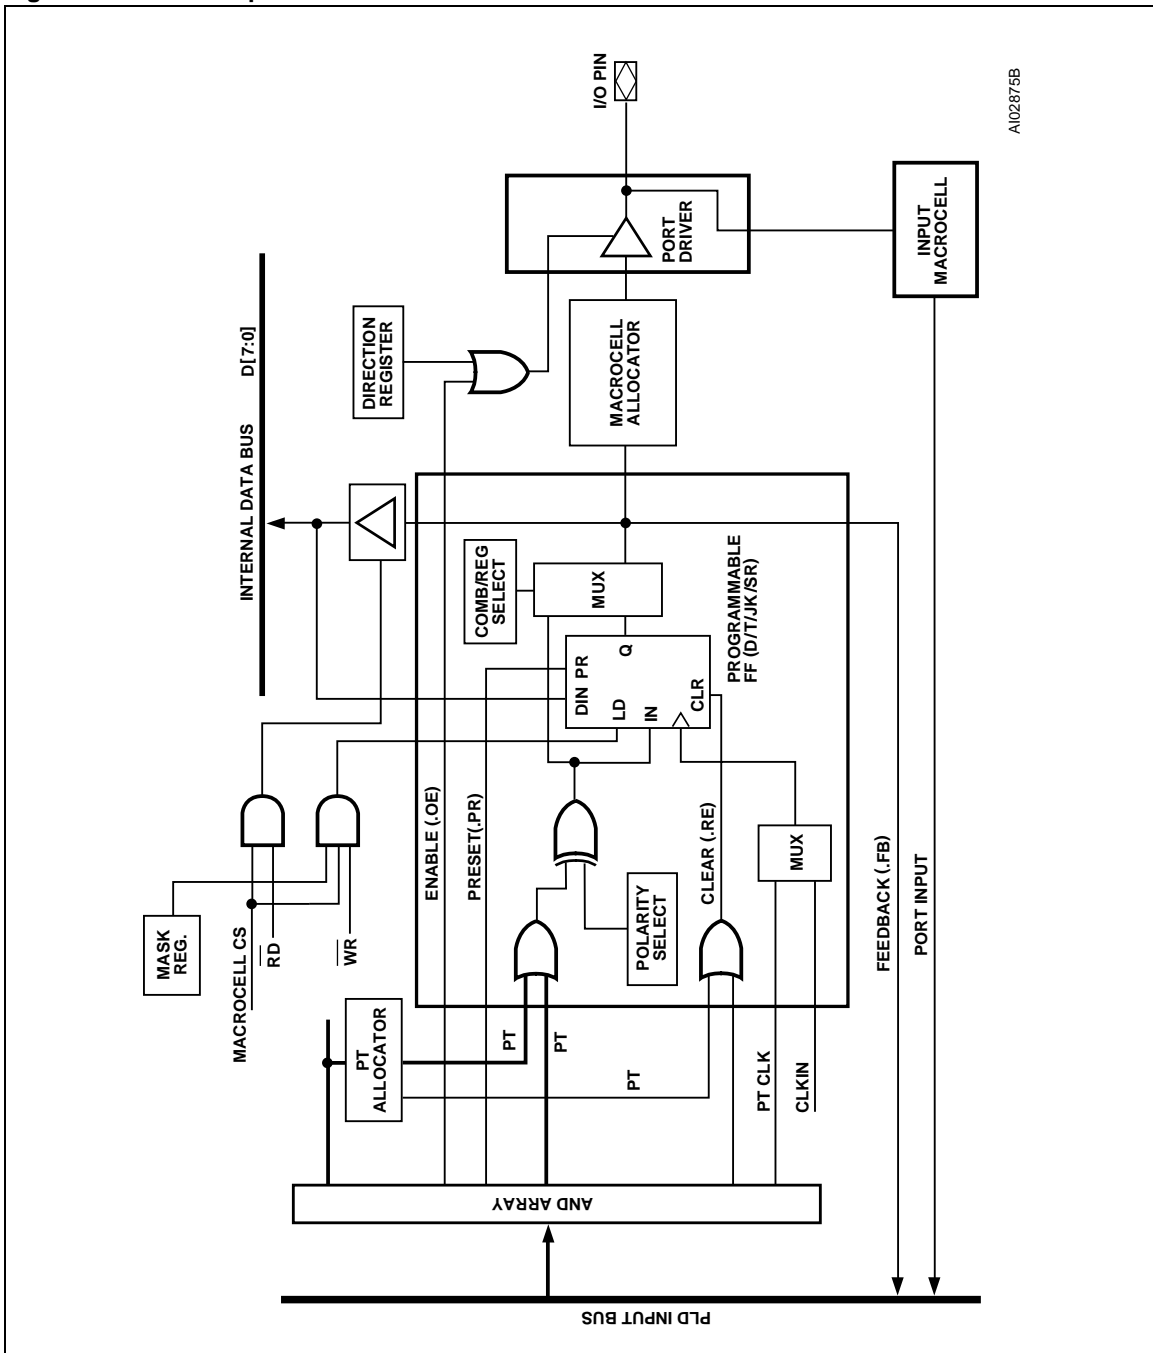 MASK
REG.
MACROCELL CS
RD
WR
INTERNAL DATA BUS
D[7:0]
DIRECTION
REGISTER
I/O PIN
AI02875B
PORT
DRIVER
INPUT
MACROCELL
MACROCELL
ALLOCATOR
PT
ALLOCATOR
ENABLE (.OE)
PRESET(.PR)
COMB/REG
SELECT
MUX
DIN PR
LD
Q
IN
CLR
PROGRAMMABLE
FF (D/T/JK/SR)
PT
PT
PT
POLARITY
SELECT
CLEAR (.RE)
MUX
PT CLK
CLKIN
FEEDBACK (.FB)
PORT INPUT
AND ARRAY
PLD INPUT BUS